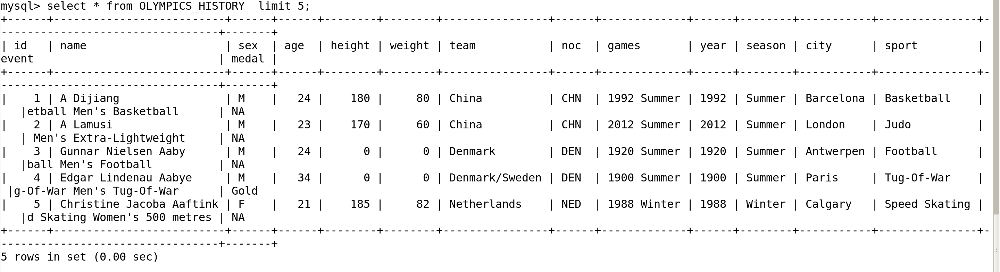 mysql> select * from OLYMPICS_HISTORY  limit 5;
+------+--------------------------+------+------+--------+--------+----------------+------+-------------+------+--------+-----------+---------------+-
---------------------------------+-------+
| id   | name                     | sex  | age  | height | weight | team           | noc  | games       | year | season | city      | sport         |
event                            | medal |
+------+--------------------------+------+------+--------+--------+----------------+------+-------------+------+--------+-----------+---------------+-
---------------------------------+-------+
|    1 | A Dijiang                | M    |   24 |    180 |     80 | China          | CHN  | 1992 Summer | 1992 | Summer | Barcelona | Basketball    |
   |etball Men's Basketball      | NA
|    2 | A Lamusi                 | M    |   23 |    170 |     60 | China          | CHN  | 2012 Summer | 2012 | Summer | London    | Judo          |
   | Men's Extra-Lightweight     | NA
|    3 | Gunnar Nielsen Aaby      | M    |   24 |      0 |      0 | Denmark        | DEN  | 1920 Summer | 1920 | Summer | Antwerpen | Football      |
   |ball Men's Football          | NA
|    4 | Edgar Lindenau Aabye     | M    |   34 |      0 |      0 | Denmark/Sweden | DEN  | 1900 Summer | 1900 | Summer | Paris     | Tug-Of-War    |
 |g-Of-War Men's Tug-Of-War      | Gold
|    5 | Christine Jacoba Aaftink | F    |   21 |    185 |     82 | Netherlands    | NED  | 1988 Winter | 1988 | Winter | Calgary   | Speed Skating |
   |d Skating Women's 500 metres | NA
+------+--------------------------+------+------+--------+--------+----------------+------+-------------+------+--------+-----------+---------------+-
---------------------------------+-------+
5 rows in set (0.00 sec)